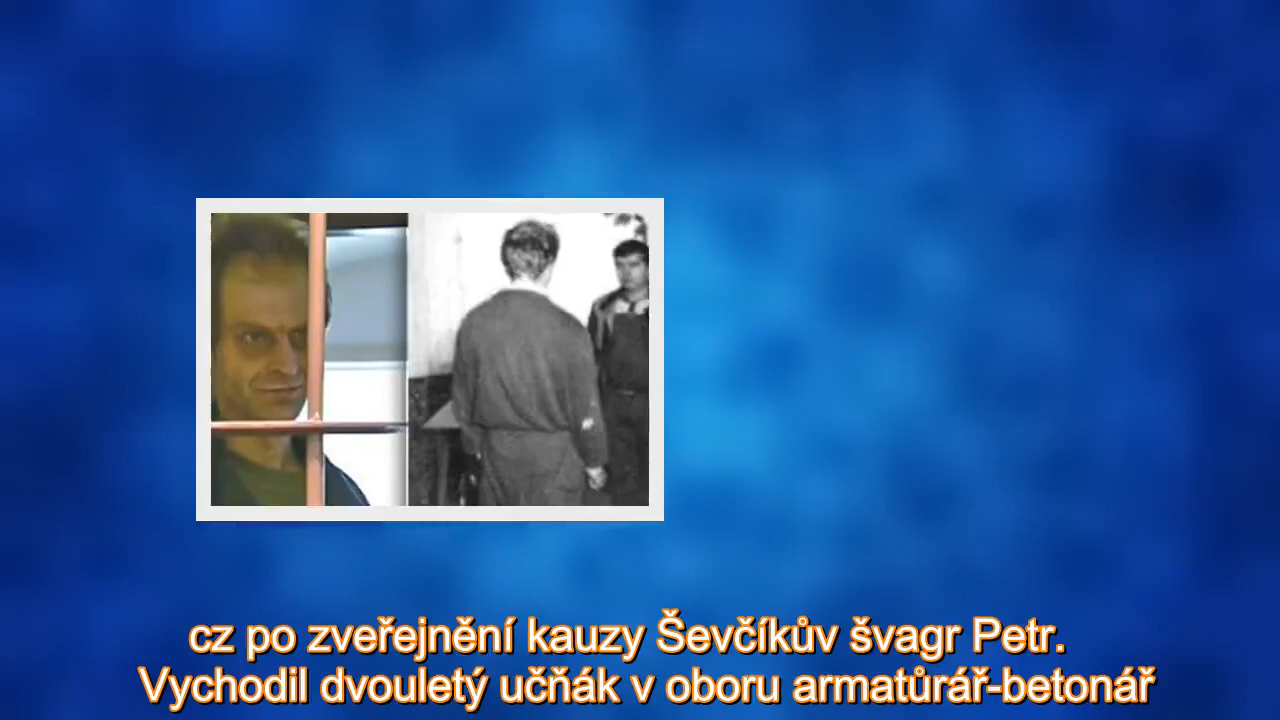 cz po zveřejnění kauzy Ševčíkův švagr Petr.
Vychodil dvouletý učňák v oboru armatůrář-betonář